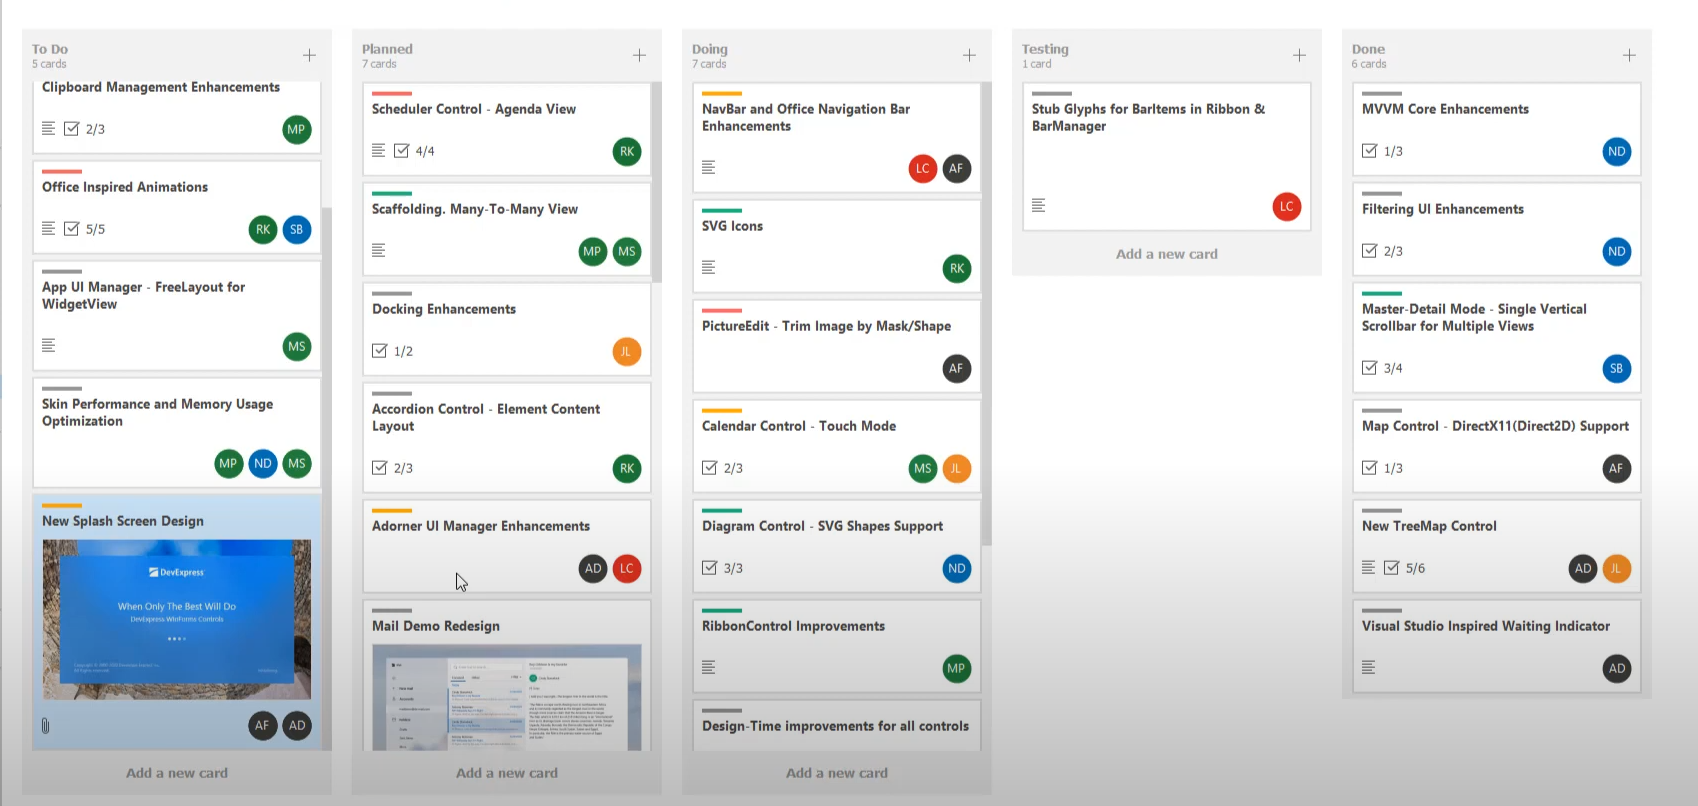 To Do
5 cards
Clipboard Management Enhancements
2/3
MP
Office Inspired Animations
5/5
RK
SB
App UI Manager - FreeLayout for
WidgetView
MS
Skin Performance and Memory Usage
Optimization
MP
ND
MS
New Splash Screen Design
DevExpress
When Only The Best Will Do
DevExpress WinForms Controls
AF
AD
Add a new card
Planned
7 cards
Scheduler Control - Agenda View
4/4
RK
Scaffolding. Many-To-Many View
MP
MS
Docking Enhancements
1/2
JL
Accordion Control - Element Content
Layout
2/3
RK
Adorner UI Manager Enhancements
AD
LC
Mail Demo Redesign
Add a new card
Doing
7 cards
NavBar and Office Navigation Bar
Enhancements
LC
AF
SVG Icons
RK
PictureEdit - Trim Image by Mask/Shape
AF
Calendar Control - Touch Mode
2/3
MS
JL
Diagram Control - SVG Shapes Support
3/3
ND
RibbonControl Improvements
MP
Design-Time improvements for all controls
Add a new card
Testing
1 card
Stub Glyphs for BarItems in Ribbon &
BarManager
LC
Add a new card
Done
6 cards
MVVM Core Enhancements
1/3
ND
Filtering UI Enhancements
2/3
ND
Master-Detail Mode - Single Vertical
Scrollbar for Multiple Views
3/4
SB
Map Control - DirectX11(Direct2D) Support
1/3
AF
New TreeMap Control
5/6
AD
JL
Visual Studio Inspired Waiting Indicator
AD